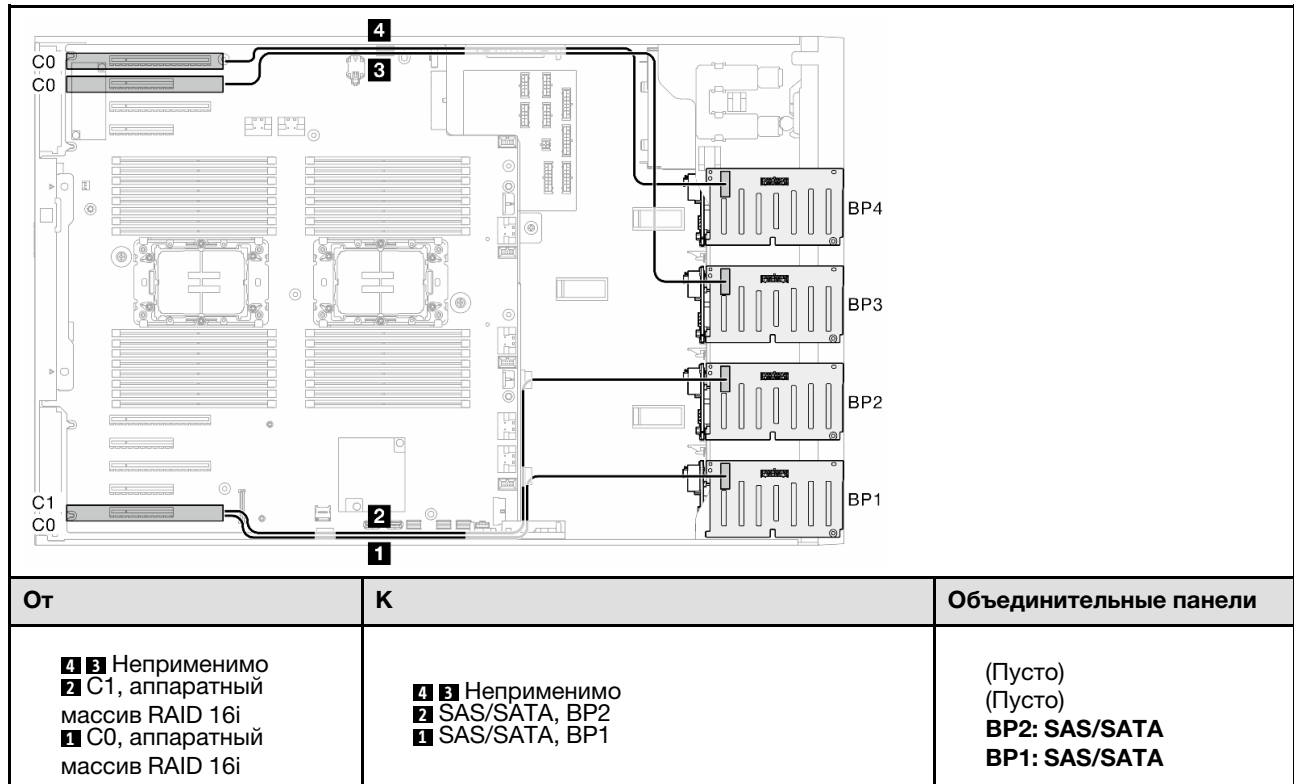 4
3
C0
C0
BP4
BP3
BP2
BP1
C1
C0
2
1
От
К
Объединительные панели
4 3 Неприменимо
2 C1, аппаратный
массив RAID 16i
1 C0, аппаратный
массив RAID 16i
4 3 Неприменимо
2 SAS/SATA, BP2
1 SAS/SATA, BP1
(Пусто)
(Пусто)
BP2: SAS/SATA
BP1: SAS/SATA